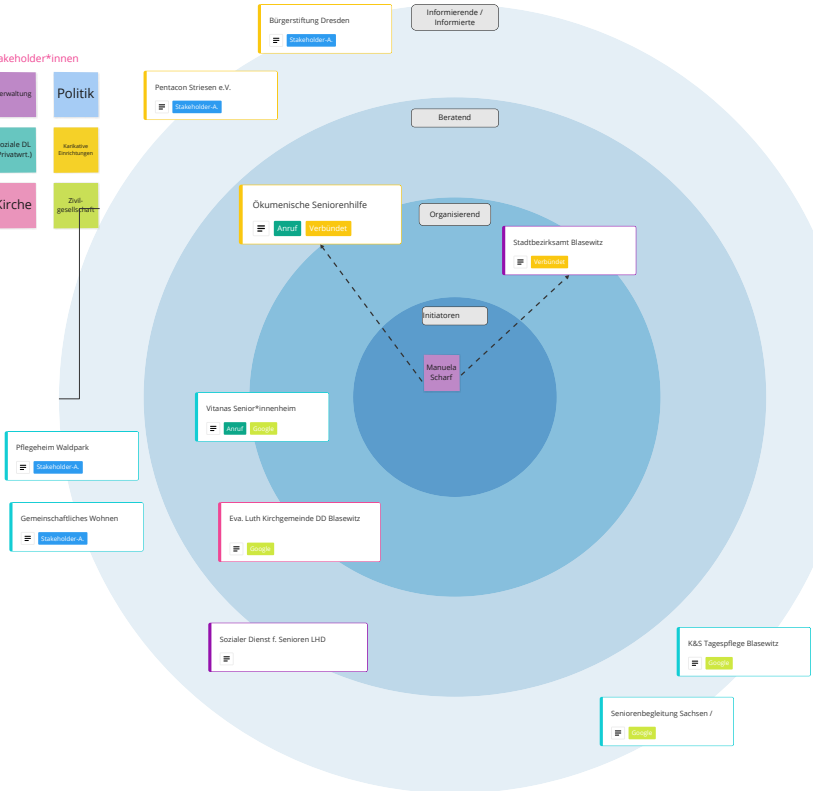 Bürgerstiftung Dresden
Stakeholder-A.
Informierende /
Informierte
akeholder*innen
Pentacon Striesen e.V.
Stakeholder-A.
erwaltung
Politik
Beratend
oziale DL
Privatwrt.)
Karikative
Einrichtungen
Kirche
Zivil-
gesellschaft
Ökumenische Seniorenhilfe
Anruf
Verbündet
Organisierend
Stadtbezirksamt Blasewitz
Verbündet
Initiatoren
Manuela
Scharf
Vitanas Senior*innenheim
Anruf
Google
Pflegeheim Waldpark
Stakeholder-A.
Gemeinschaftliches Wohnen
Stakeholder-A.
Eva. Luth Kirchgemeinde DD Blasewitz
Google
Sozialer Dienst f. Senioren LHD
K&S Tagespflege Blasewitz
Google
Seniorenbegleitung Sachsen /
Google